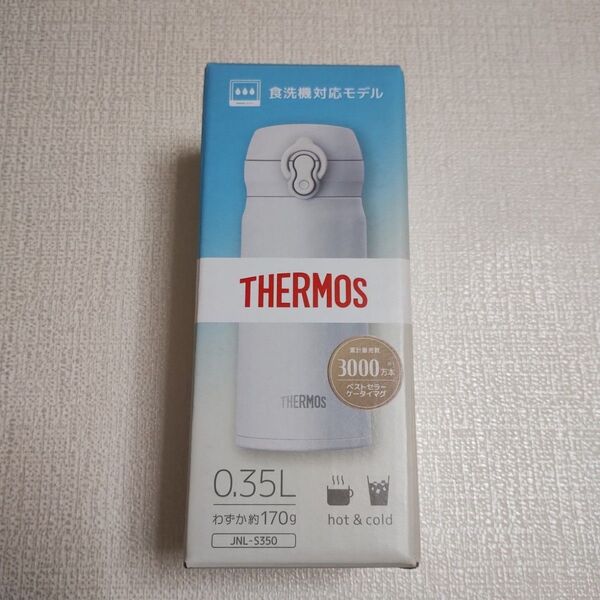 食洗機対応モデル
THERMOS
累計販売数
3000万本
ベストセラー
ケータイマグ
THERMOS
0.35L
わずか約170g
JNL-S350
hot & cold